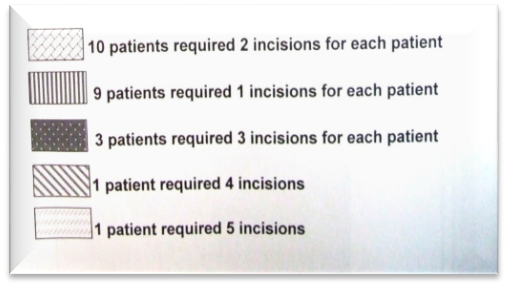 10 patients required 2 incisions for each patient
9 patients required 1 incisions for each patient
3 patients required 3 incisions for each patient
1 patient required 4 incisions
1 patient required 5 incisions